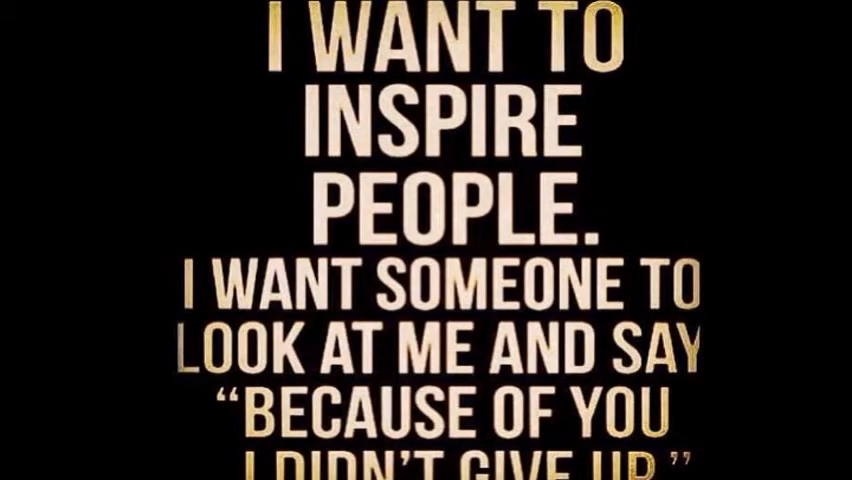 I WANT TO
INSPIRE
PEOPLE.
I WANT SOMEONE TO
LOOK AT ME AND SAY
“BECAUSE OF YOU
I DIDN’T GIVE UP.”